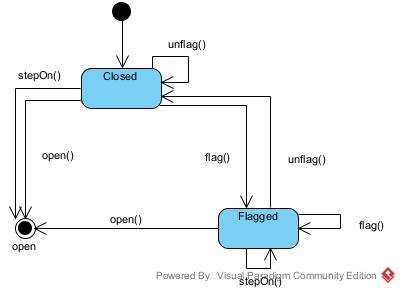 unflag()
Closed
stepOn()
open()
flag()
unflag()
Flagged
open()
flag()
open
Powered By Visual Paradigm Community Edition
stepOn()